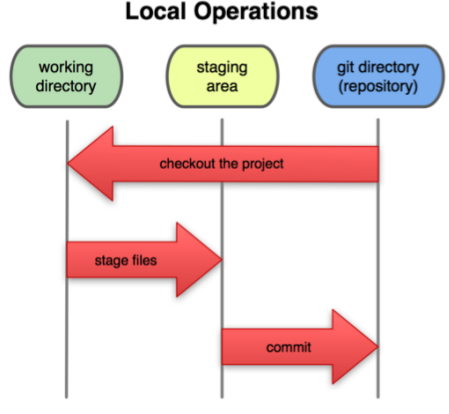 Local Operations
working
directory
staging
area
git directory
(repository)
checkout the project
stage files
commit